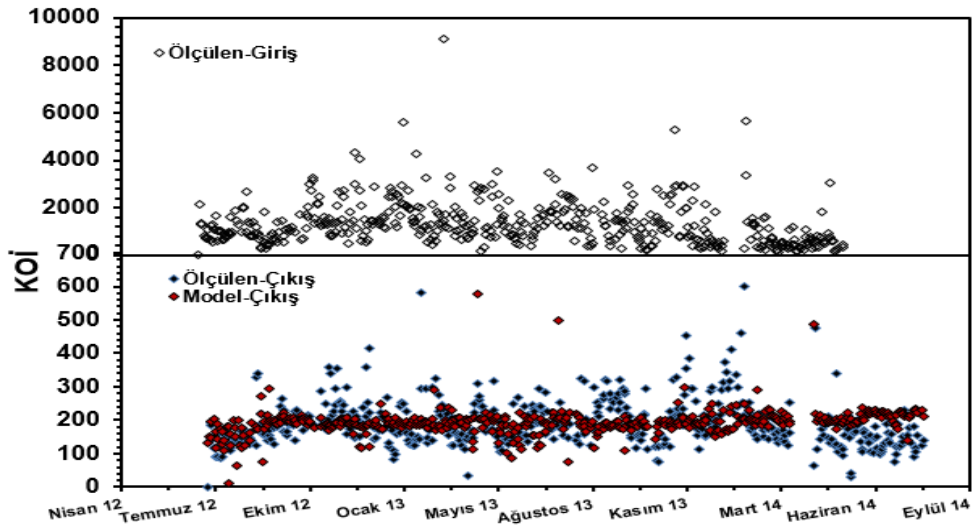 10000
8000
6000
4000
2000
0
Ölçülen-Giriş
KOİ
700
600
500
400
300
200
100
0
Ölçülen-Çıkış
Model-Çıkış
Nisan 12 Temmuz 12 Ekim 12 Ocak 13 Mayıs 13 Ağustos 13 Kasım 13 Mart 14 Haziran 14 Eylül 14